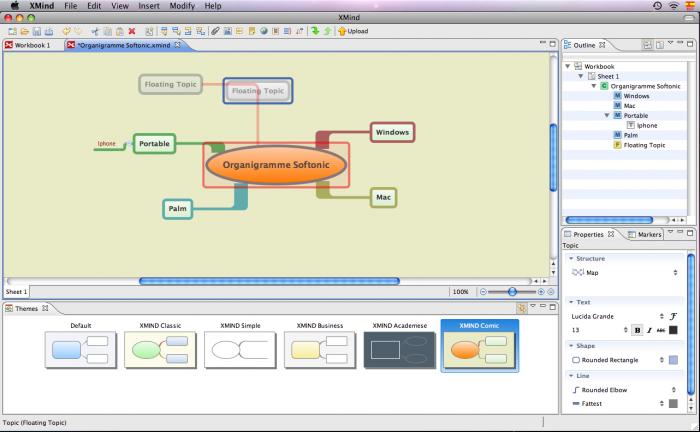 XMind File Edit View Insert Modify Help
XMind
Upload
Workbook 1
*Organigramme Softonic.xmind
Floating Topic
Floating Topic
Iphone
Portable
Windows
Organigramme Softonic
Palm
Mac
Sheet 1
100%
Outline
Workbook
Sheet 1
C Organigramme Softonic
M Windows
M Mac
M Portable
T Iphone
M Palm
F Floating Topic
Properties
Markers
Topic
Structure
Map
Text
Lucida Grande
13
B I ABC
Shape
Rounded Rectangle
Line
Rounded Elbow
Fattest
Themes
Default
XMIND Classic
XMIND Simple
XMIND Business
XMIND Academese
XMIND Comic
Topic (Floating Topic)